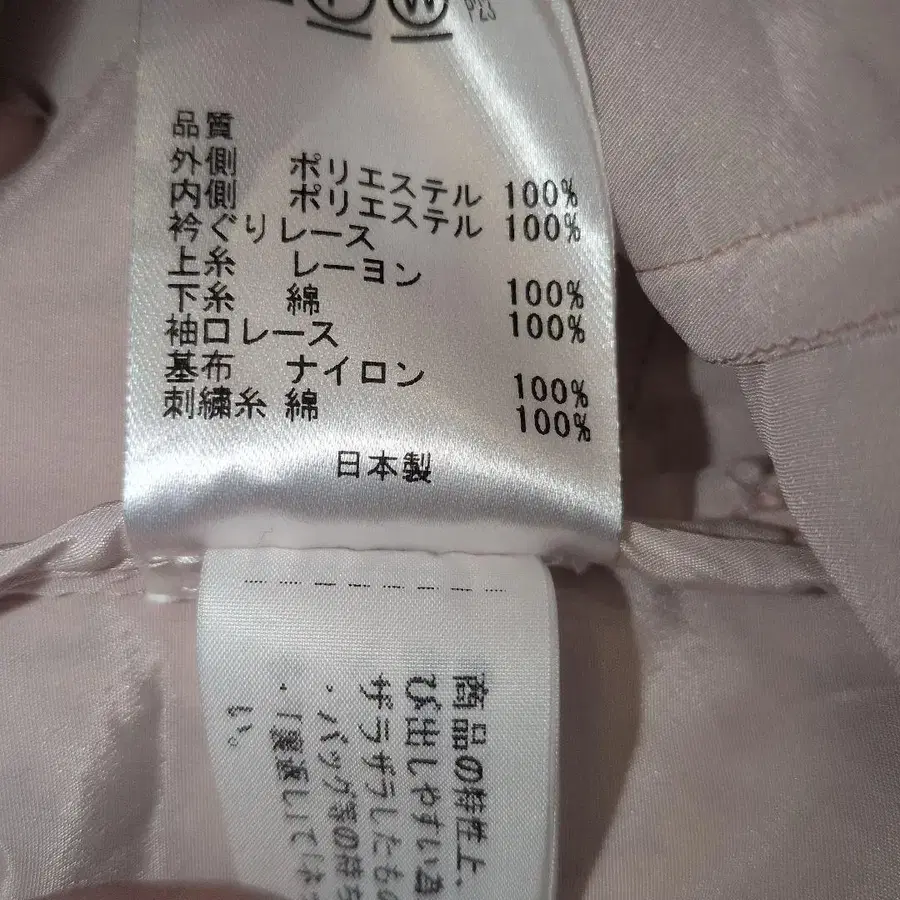 P
W
品質
外側 ポリエステル 100%
内側 ポリエステル 100%
衿ぐりレース
上糸 レーヨン 100%
下糸 綿 100%
袖口レース
基布 ナイロン 100%
刺繍糸 綿 100%
日本製
商品の特性上、
び出しやすい為
ザラザラしたもの
・バッグ等の持ち
・裏返して
い。